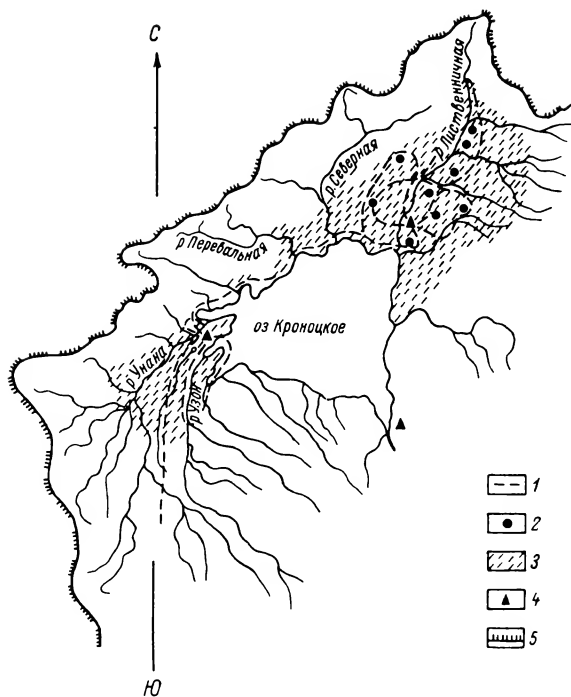 С
р Лиственничная
р. Северная
р Перевальная
оз Кроноцкое
р Унана
р Узон
1
2
3
4
5
Ю